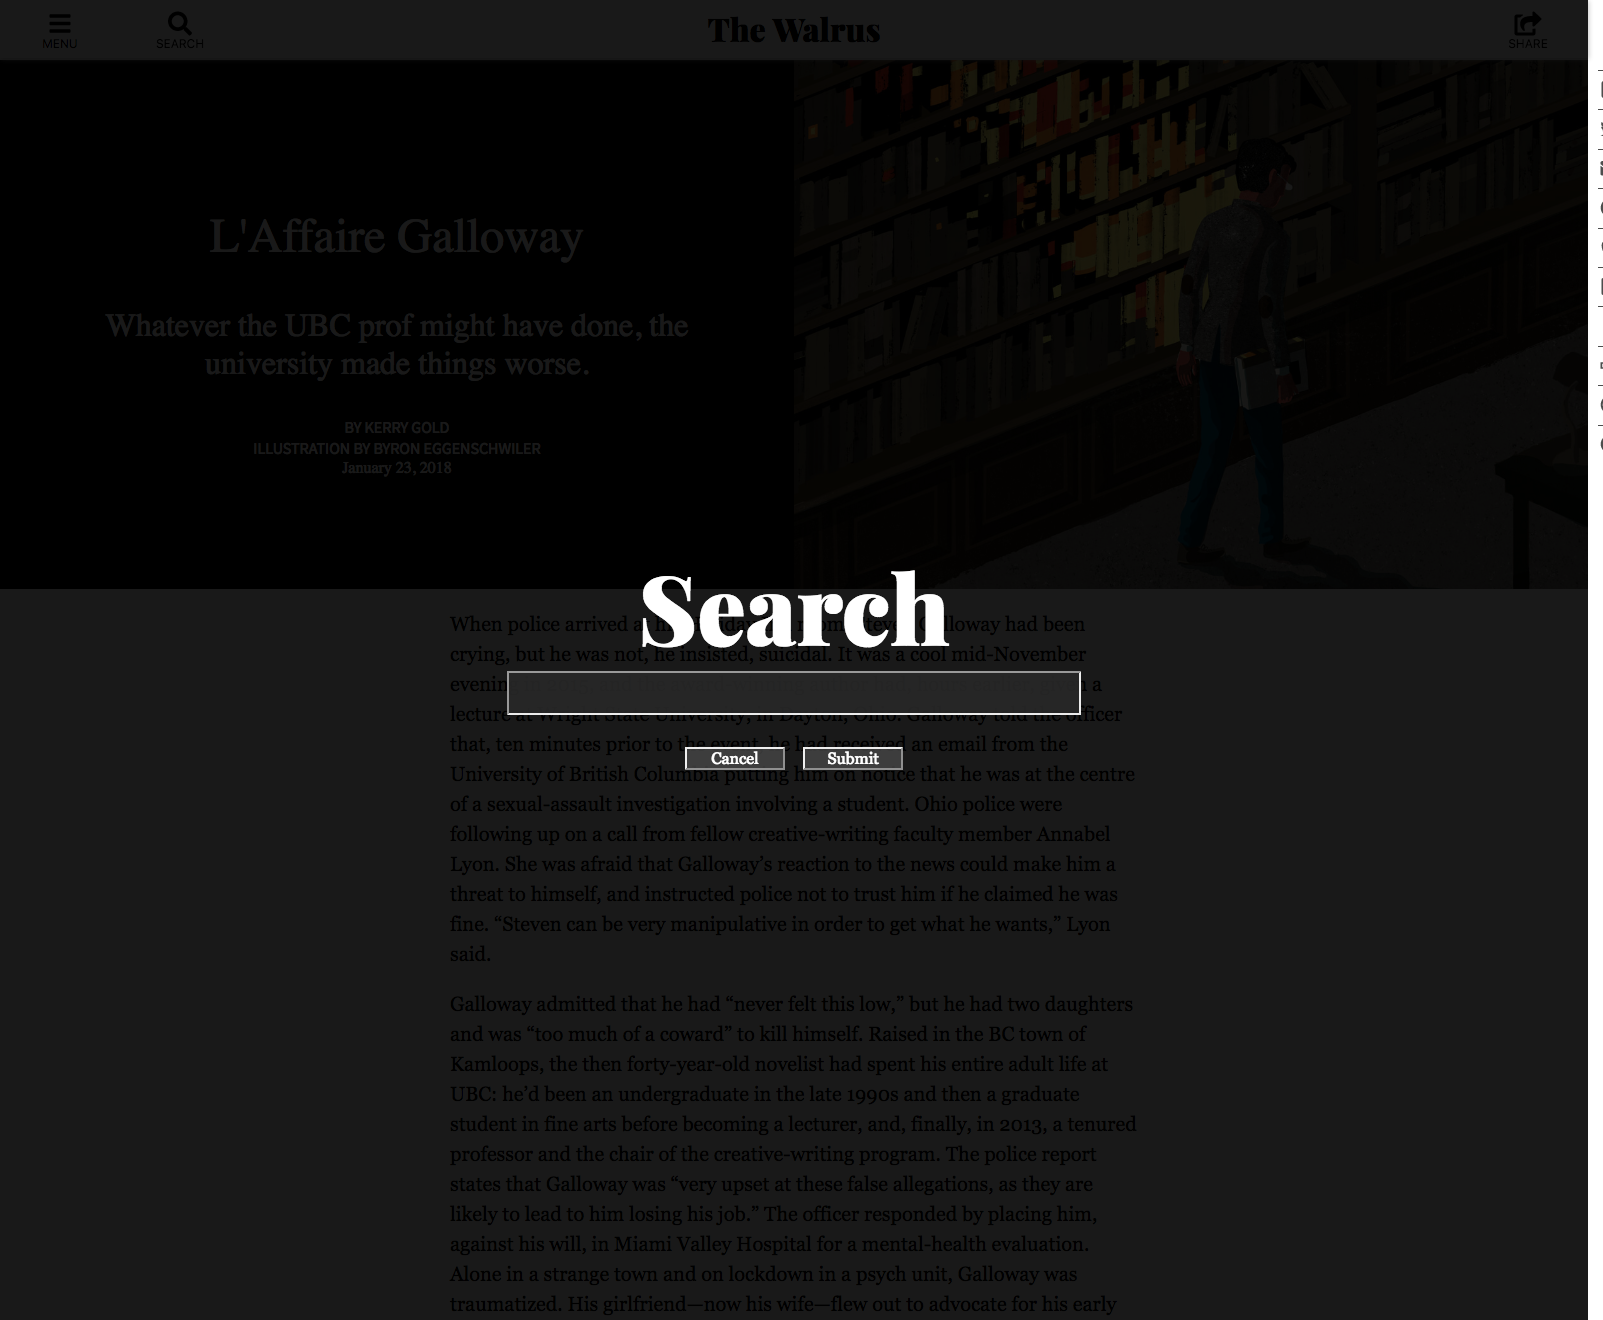 MENU
SEARCH
The Walrus
SHARE
L'Affaire Galloway
Whatever the UBC prof might have done, the
university made things worse.
BY KERRY GOLD
ILLUSTRATION BY BYRON EGGENSCHWILER
January 23, 2018
Search
When police arrived had been
crying, but he was not, he insisted, suicidal. It was a cool mid-November
evening a
lecture at Wright State University, in Dayton, Ohio. Galloway told the officer
that, ten minutes prior to the event, he had received an email from the
Cancel Submit
University of British Columbia putting him on notice that he was at the centre
of a sexual-assault investigation involving a student. Ohio police were
following up on a call from fellow creative-writing faculty member Annabel
Lyon. She was afraid that Galloway’s reaction to the news could make him a
threat to himself, and instructed police not to trust him if he claimed he was
fine. “Steven can be very manipulative in order to get what he wants,” Lyon
said.
Galloway admitted that he had “never felt this low,” but he had two daughters
and was “too much of a coward” to kill himself. Raised in the BC town of
Kamloops, the then forty-year-old novelist had spent his entire adult life at
UBC: he’d been an undergraduate in the late 1990s and then a graduate
student in fine arts before becoming a lecturer, and, finally, in 2013, a tenured
professor and the chair of the creative-writing program. The police report
states that Galloway was “very upset at these false allegations, as they are
likely to lead to him losing his job.” The officer responded by placing him,
against his will, in Miami Valley Hospital for a mental-health evaluation.
Alone in a strange town and on lockdown in a psych unit, Galloway was
traumatized. His girlfriend—now his wife—flew out to advocate for his early